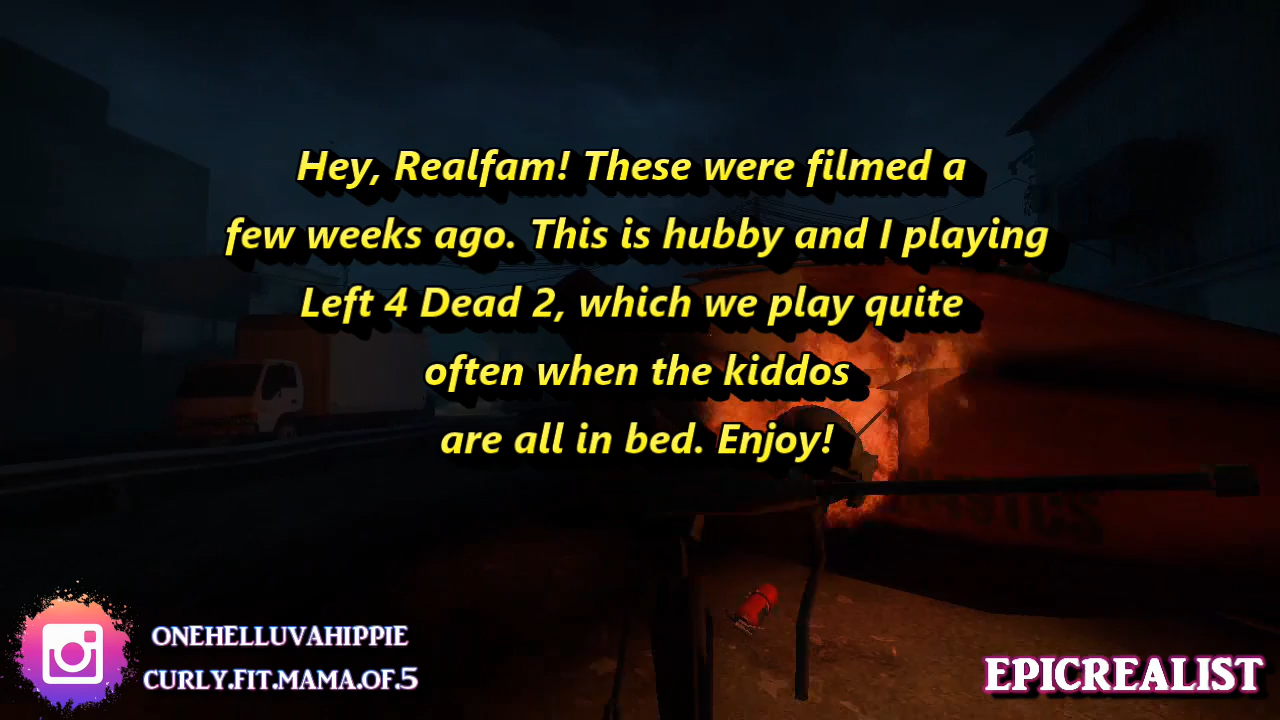 Hey, Realfam! These were filmed a
few weeks ago. This is hubby and I playing
Left 4 Dead 2, which we play quite
often when the kiddos
are all in bed. Enjoy!
ONEHELLUVAHIPPIE
CURLY.FIT.MAMA.OF.5
EPICREALIST